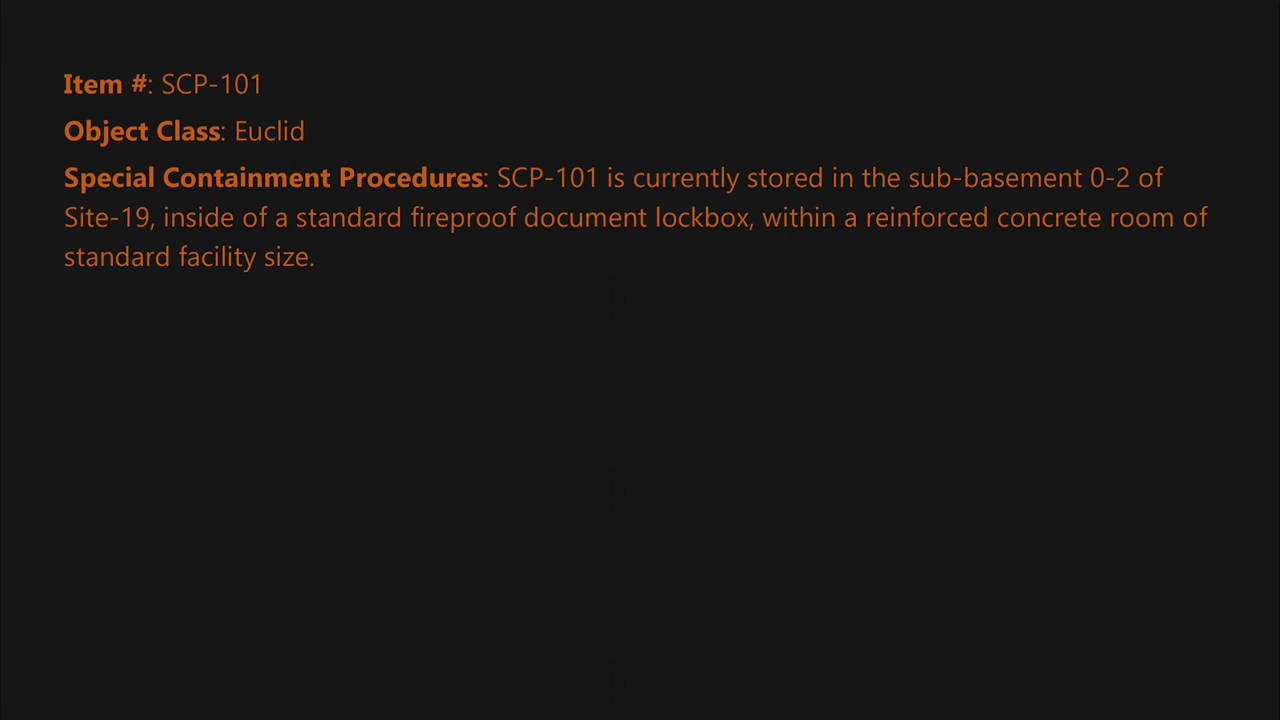 Item #: SCP-101
Object Class: Euclid
Special Containment Procedures: SCP-101 is currently stored in the sub-basement 0-2 of
Site-19, inside of a standard fireproof document lockbox, within a reinforced concrete room of
standard facility size.